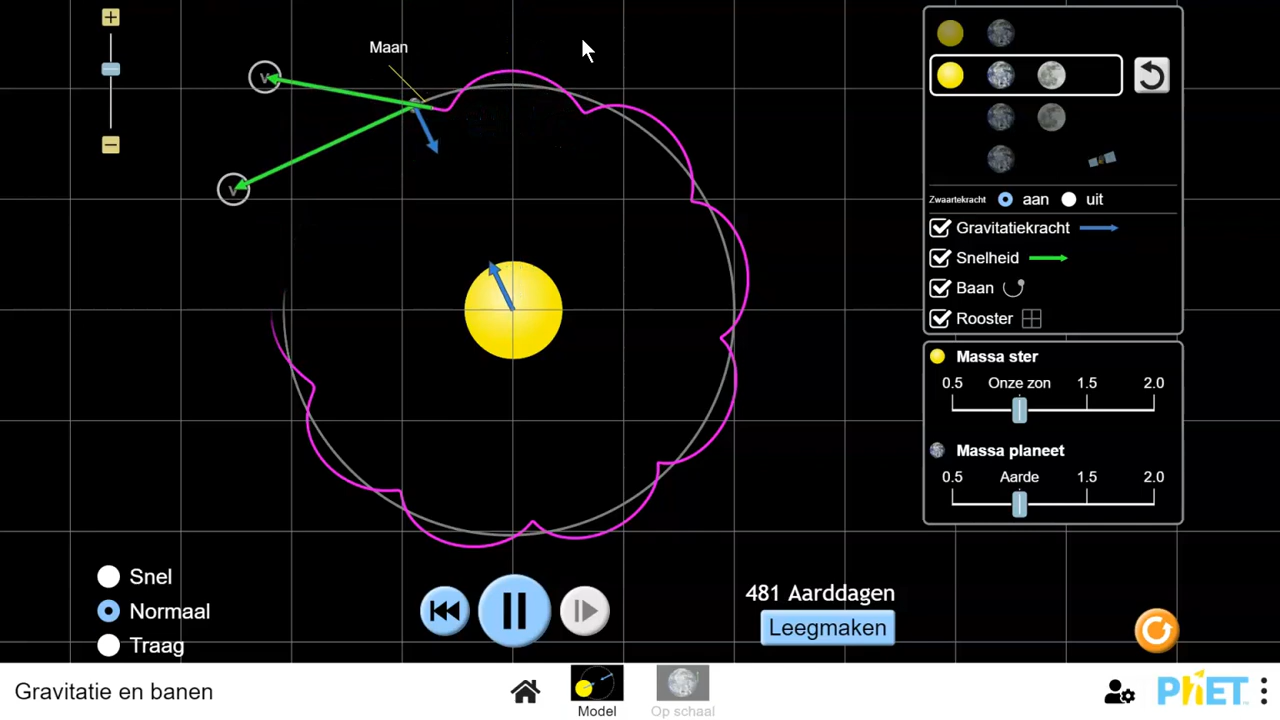 +
Maan
v
v
−
Zwaartekracht aan uit
Gravitatiekracht
Snelheid
Baan
Rooster
Massa ster
0.5 Onze zon 1.5 2.0
Massa planeet
0.5 Aarde 1.5 2.0
Snel
Normaal
Traag
481 Aarddagen
Leegmaken
Gravitatie en banen
Model
Op schaal
PhET